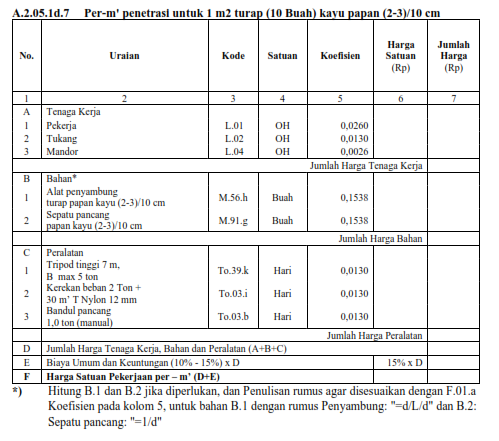 A.2.05.1d.7 Per-m' penetrasi untuk 1 m2 turap (10 Buah) kayu papan (2-3)/10 cm
No. Uraian Kode Satuan Koefisien Harga Satuan (Rp) Jumlah Harga (Rp)
1 2 3 4 5 6 7
A Tenaga Kerja
1 Pekerja L.01 OH 0,0260
2 Tukang L.02 OH 0,0130
3 Mandor L.04 OH 0,0026
Jumlah Harga Tenaga Kerja
B Bahan*
1 Alat penyambung turap papan kayu (2-3)/10 cm M.56.h Buah 0,1538
2 Sepatu pancang papan kayu (2-3)/10 cm M.91.g Buah 0,1538
Jumlah Harga Bahan
C Peralatan
1 Tripod tinggi 7 m, B max 5 ton To.39.k Hari 0,0130
2 Kerekan beban 2 Ton + 30 m' T Nylon 12 mm To.03.i Hari 0,0130
3 Bandul pancang 1,0 ton (manual) To.03.b Hari 0,0130
Jumlah Harga Peralatan
D Jumlah Harga Tenaga Kerja, Bahan dan Peralatan (A+B+C)
E Biaya Umum dan Keuntungan (10% - 15%) x D 15% x D
F Harga Satuan Pekerjaan per – m' (D+E)
*) Hitung B.1 dan B.2 jika diperlukan, dan Penulisan rumus agar disesuaikan dengan F.01.a
Koefisien pada kolom 5, untuk bahan B.1 dengan rumus Penyambung: "=d/L/d" dan B.2:
Sepatu pancang: "=1/d"